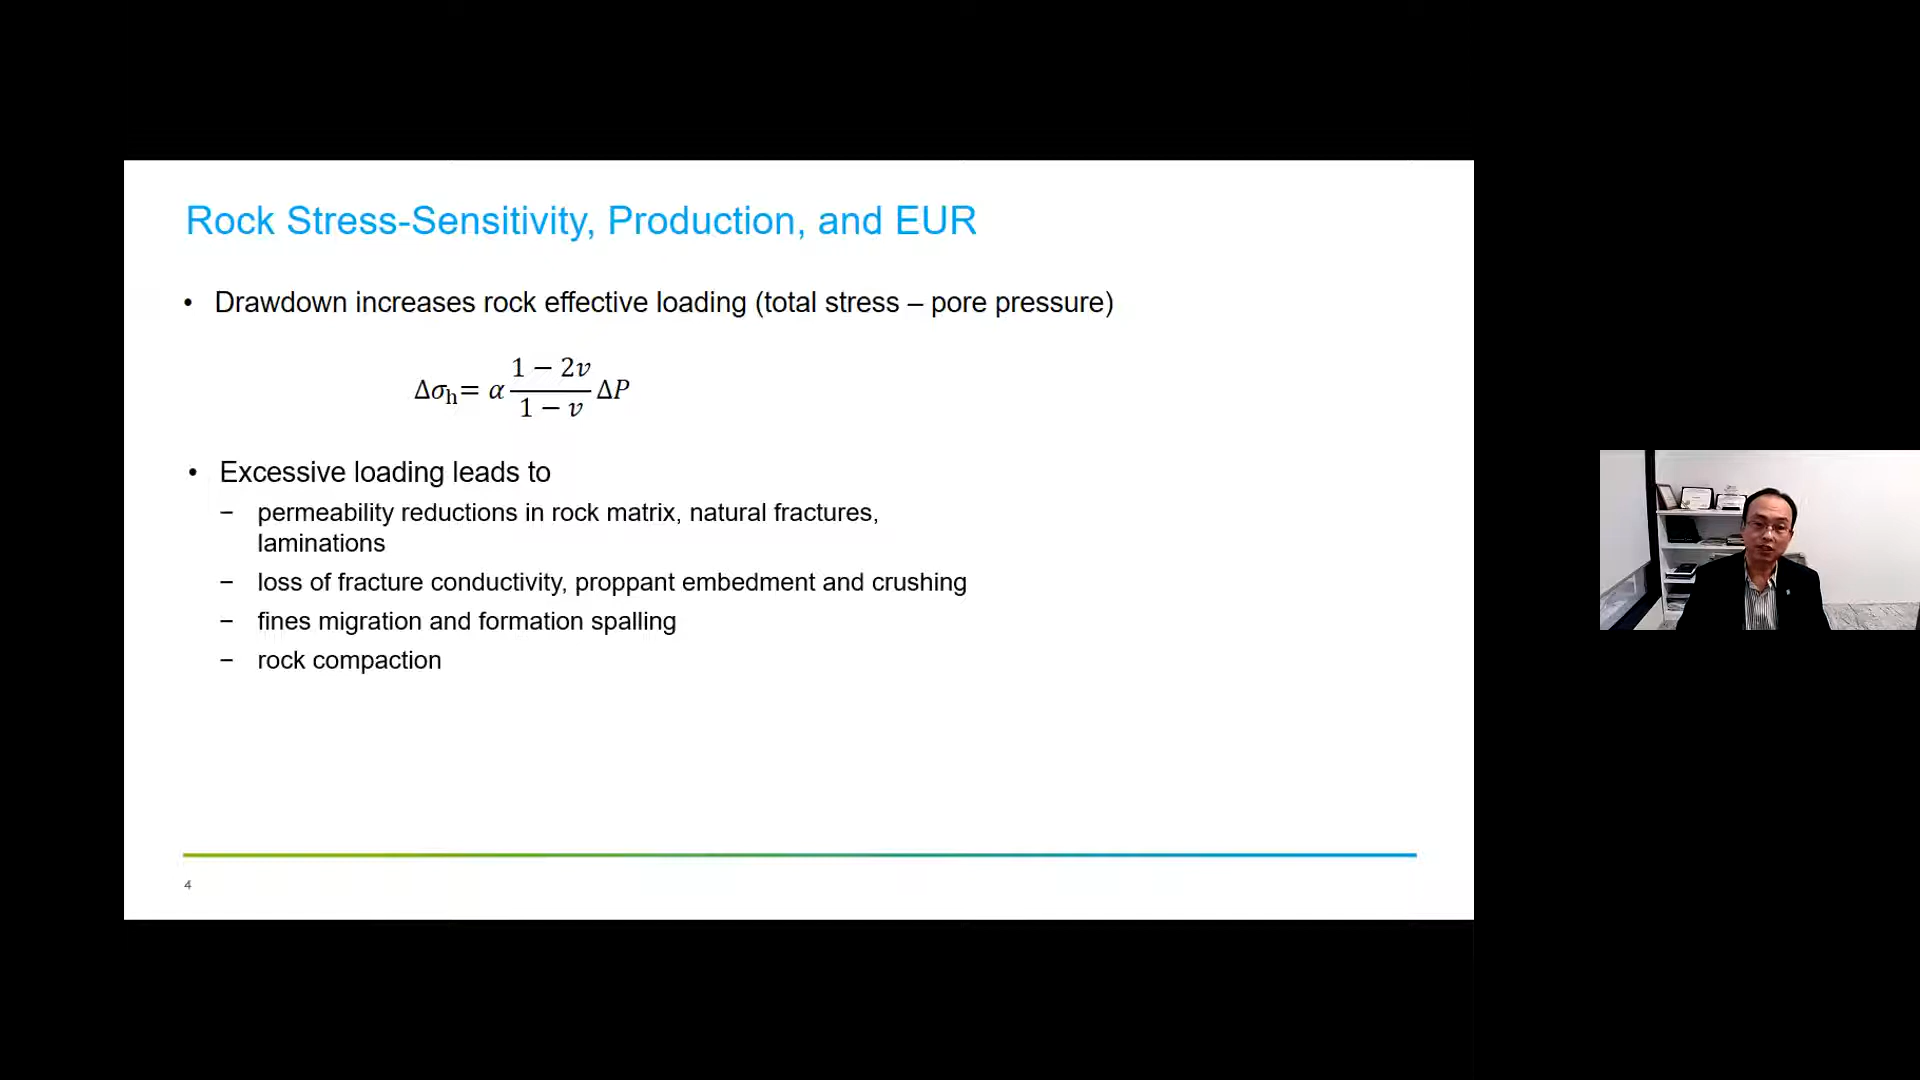 Rock Stress-Sensitivity, Production, and EUR
• Drawdown increases rock effective loading (total stress – pore pressure)
Δσh= α (1 − 2v)/(1 − v) ΔP
• Excessive loading leads to
− permeability reductions in rock matrix, natural fractures,
laminations
− loss of fracture conductivity, proppant embedment and crushing
− fines migration and formation spalling
− rock compaction
4